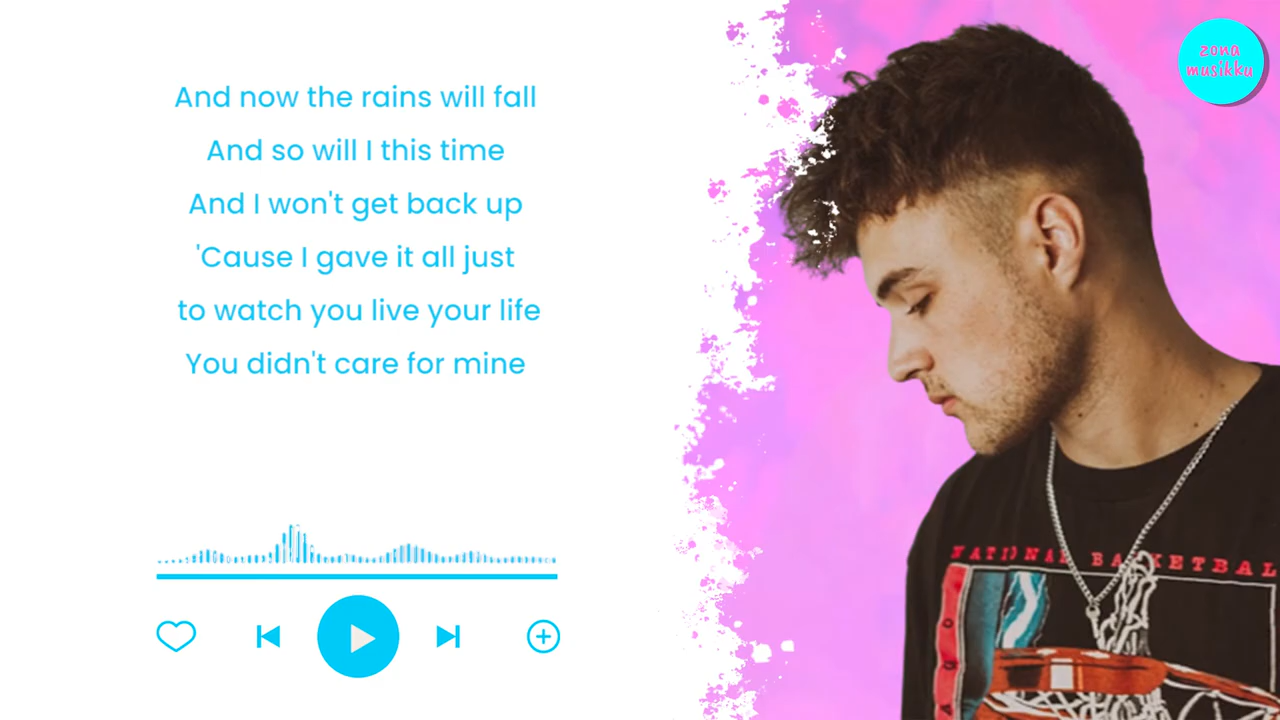 And now the rains will fall
And so will I this time
And I won't get back up
'Cause I gave it all just
to watch you live your life
You didn't care for mine
zona
musikku
NATIONAL BASKETBAL